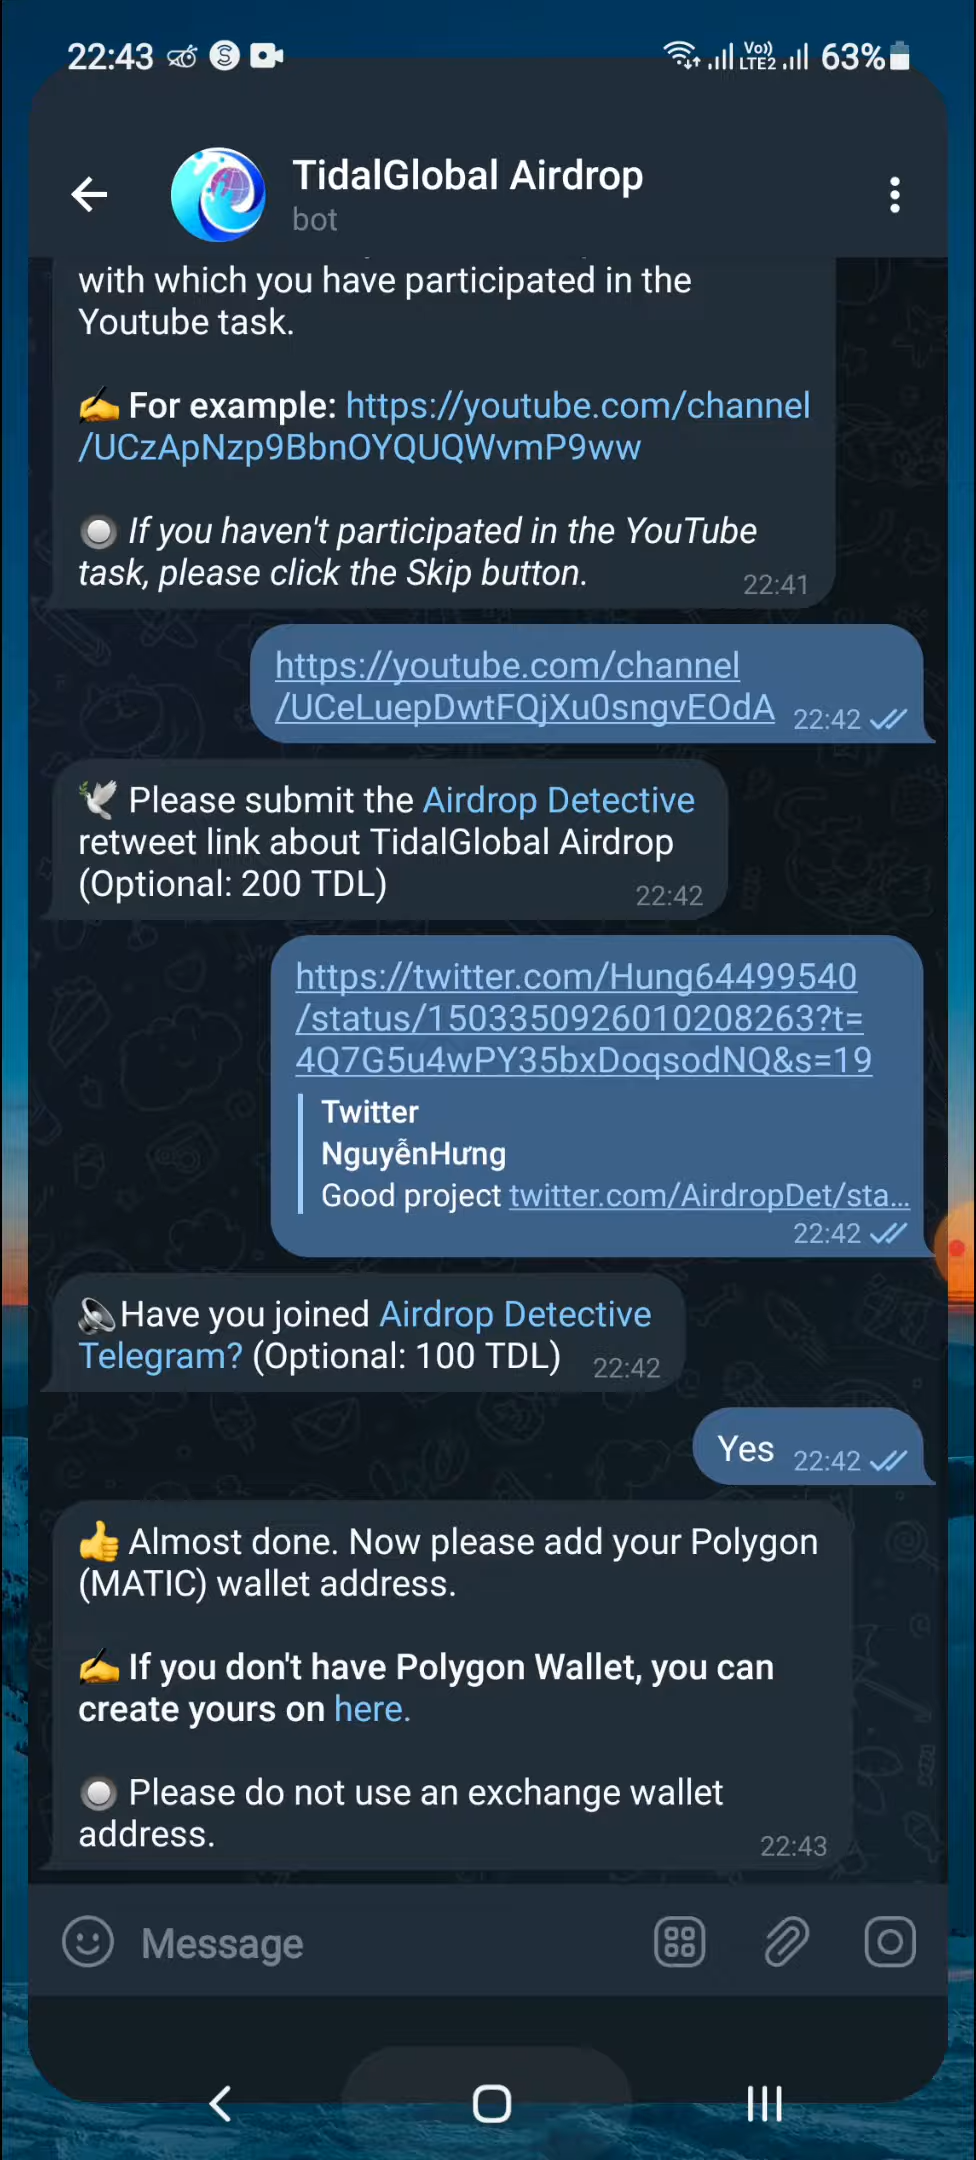 22:43
Vo))
LTE2
63%
TidalGlobal Airdrop
bot
with which you have participated in the
Youtube task.
✍️ For example: https://youtube.com/channel
/UCzApNzp9BbnOYQUQWvmP9ww
🔘 If you haven't participated in the YouTube
task, please click the Skip button.
22:41
https://youtube.com/channel
/UCeLuepDwtFQjXu0sngvEOdA 22:42
🕊 Please submit the Airdrop Detective
retweet link about TidalGlobal Airdrop
(Optional: 200 TDL)
22:42
https://twitter.com/Hung64499540
/status/1503350926010208263?t=
4Q7G5u4wPY35bxDoqsodNQ&s=19
Twitter
NguyễnHưng
Good project twitter.com/AirdropDet/sta...
22:42
🔊Have you joined Airdrop Detective
Telegram? (Optional: 100 TDL) 22:42
Yes 22:42
👍 Almost done. Now please add your Polygon
(MATIC) wallet address.
✍️ If you don't have Polygon Wallet, you can
create yours on here.
🔘 Please do not use an exchange wallet
address.
22:43
Message